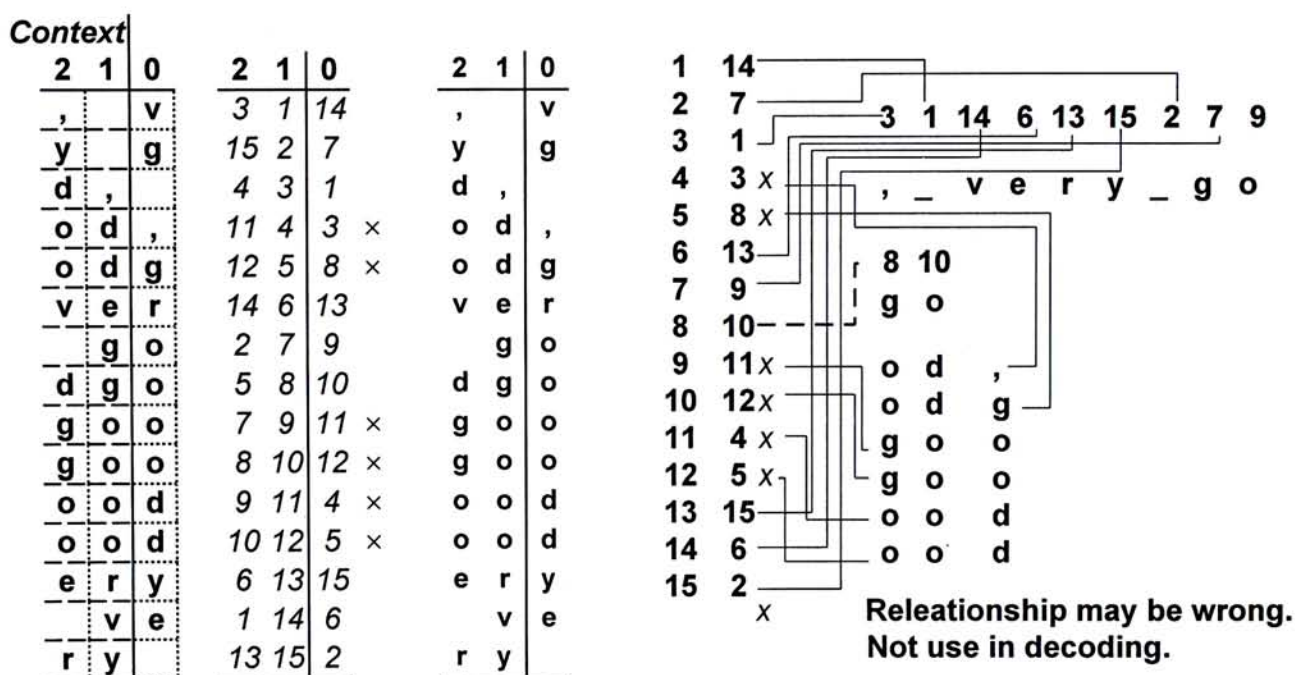 Context
2 1 0
, v
y g
d ,
o d ,
o d g
v e r
g o
d g o
g o o
g o o
o o d
o o d
e r y
v e
r y
2 1 0
3 1 14
15 2 7
4 3 1
11 4 3 ×
12 5 8 ×
14 6 13
2 7 9
5 8 10
7 9 11 ×
8 10 12 ×
9 11 4 ×
10 12 5 ×
6 13 15
1 14 6
13 15 2
2 1 0
, v
y g
d ,
o d ,
o d g
v e r
g o
d g o
g o o
g o o
o o d
o o d
e r y
v e
r y
1 14
2 7
3 1
4 3 x
5 8 x
6 13
7 9
8 10
9 11 x
10 12 x
11 4 x
12 5 x
13 15
14 6
15 2
x
3 1 14 6 13 15 2 7 9
, _ v e r y _ g o
8 10
g o
o d ,
o d g
g o o
g o o
o o d
o o d
Releationship may be wrong.
Not use in decoding.